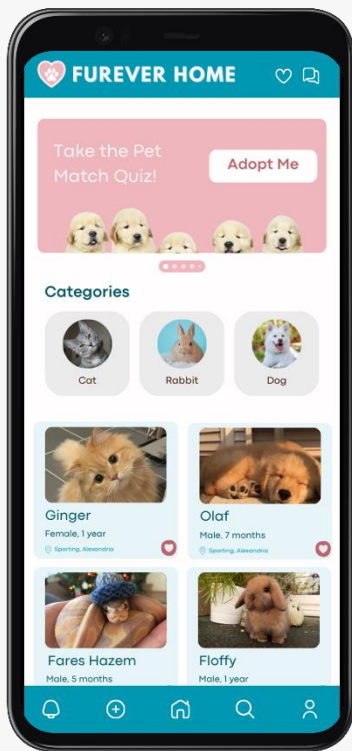 FUREVER HOME
Take the Pet
Match Quiz!
Adopt Me
Categories
Cat
Rabbit
Dog
Ginger
Female, 1 year
Sporting, Alexandria
Olaf
Male, 7 months
Sporting, Alexandria
Fares Hazem
Male, 5 months
Floffy
Male, 1 year